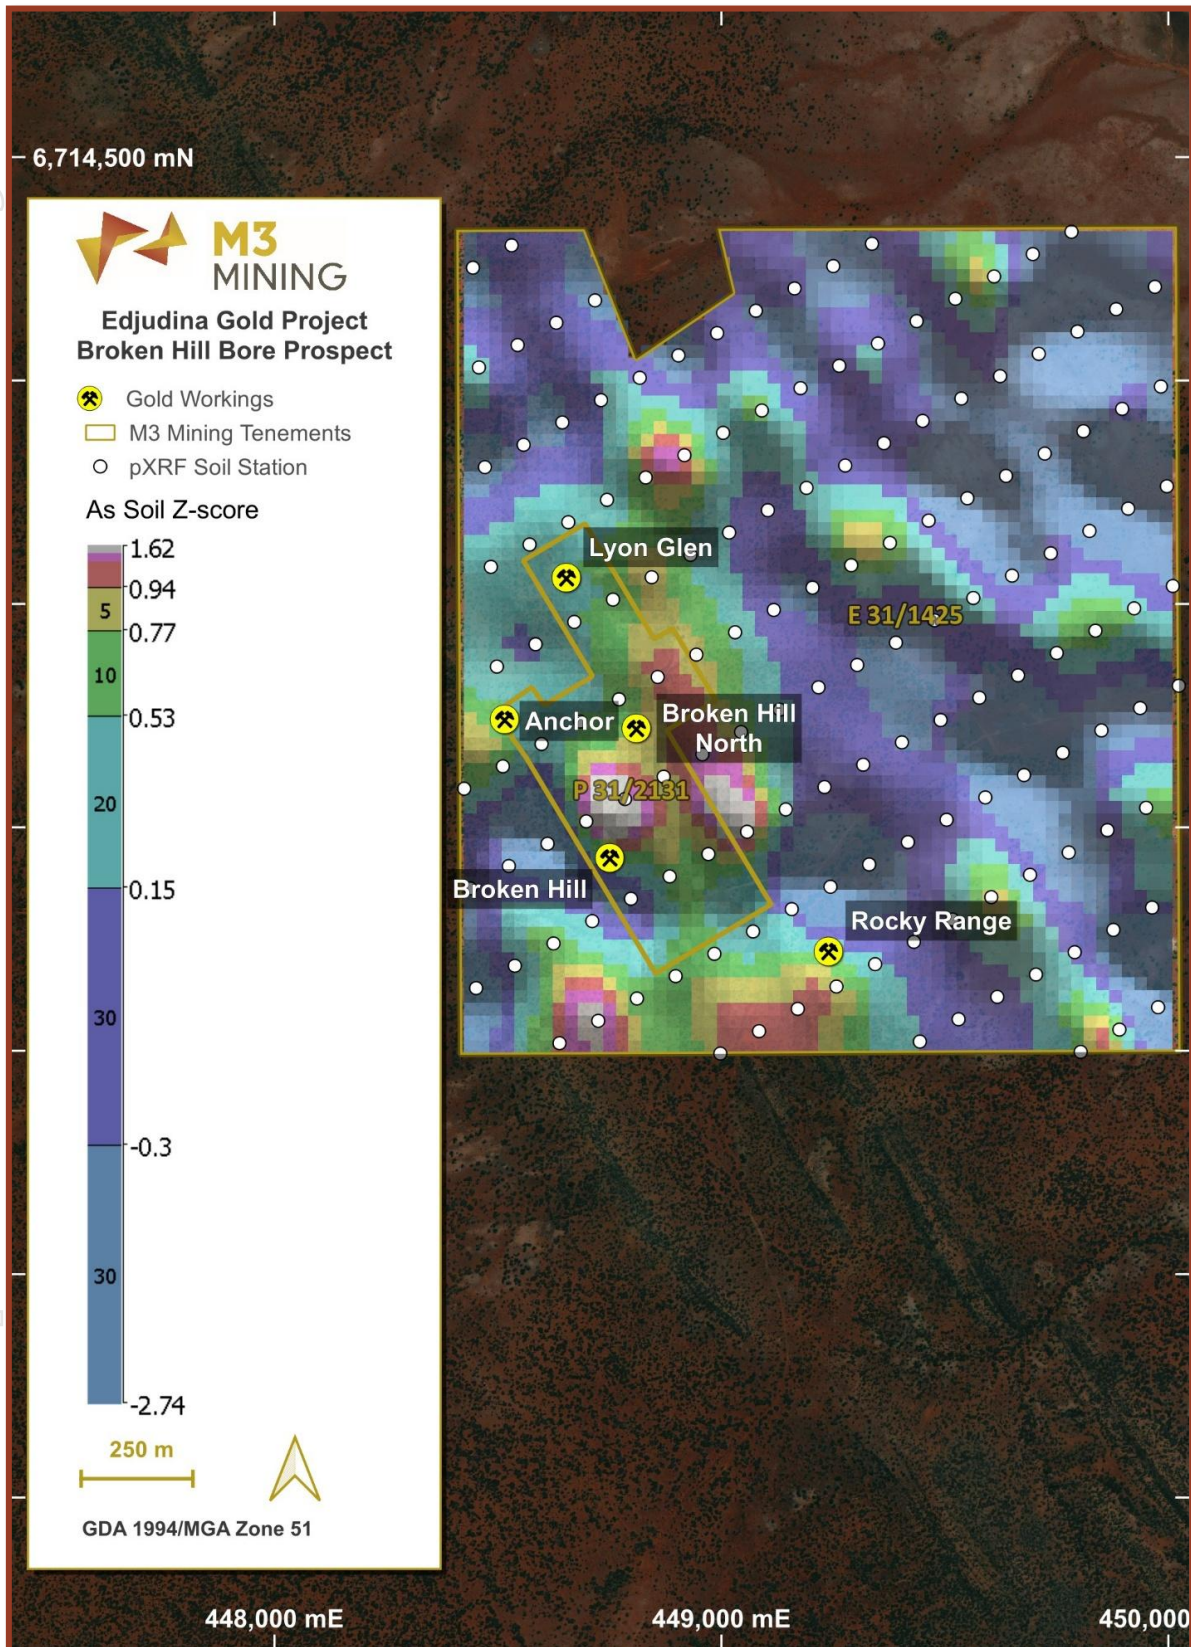 6,714,500 mN
M3
MINING
Edjudina Gold Project
Broken Hill Bore Prospect
Gold Workings
M3 Mining Tenements
pXRF Soil Station
As Soil Z-score
1.62
0.94
5
0.77
10
0.53
20
0.15
30
-0.3
30
-2.74
250 m
GDA 1994/MGA Zone 51
Lyon Glen
E 31/1425
Anchor
Broken Hill
North
P 31/2131
Broken Hill
Rocky Range
448,000 mE
449,000 mE
450,000